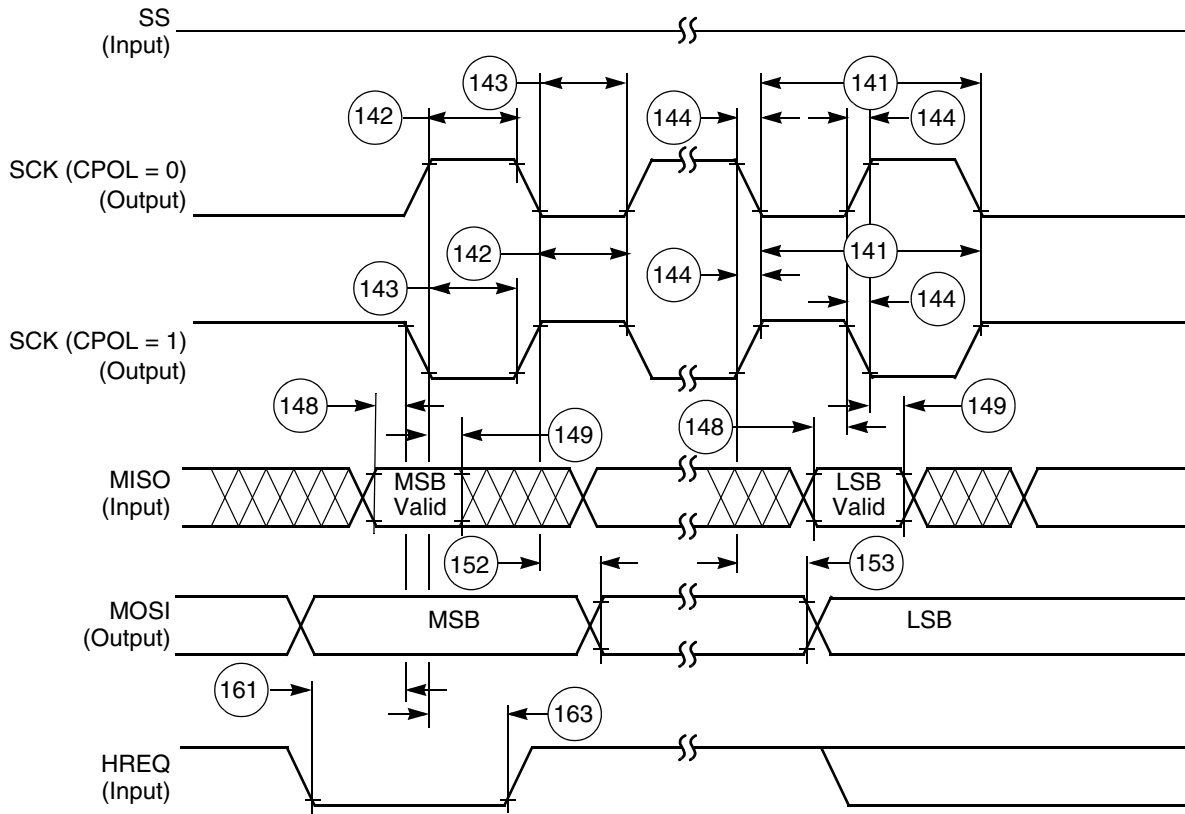 SS
(Input)
143
141
142
144
144
SCK (CPOL = 0)
(Output)
142
141
143
144
144
SCK (CPOL = 1)
(Output)
148
149
148
149
MISO
(Input)
MSB
Valid
LSB
Valid
152
153
MOSI
(Output)
MSB
LSB
161
163
HREQ
(Input)